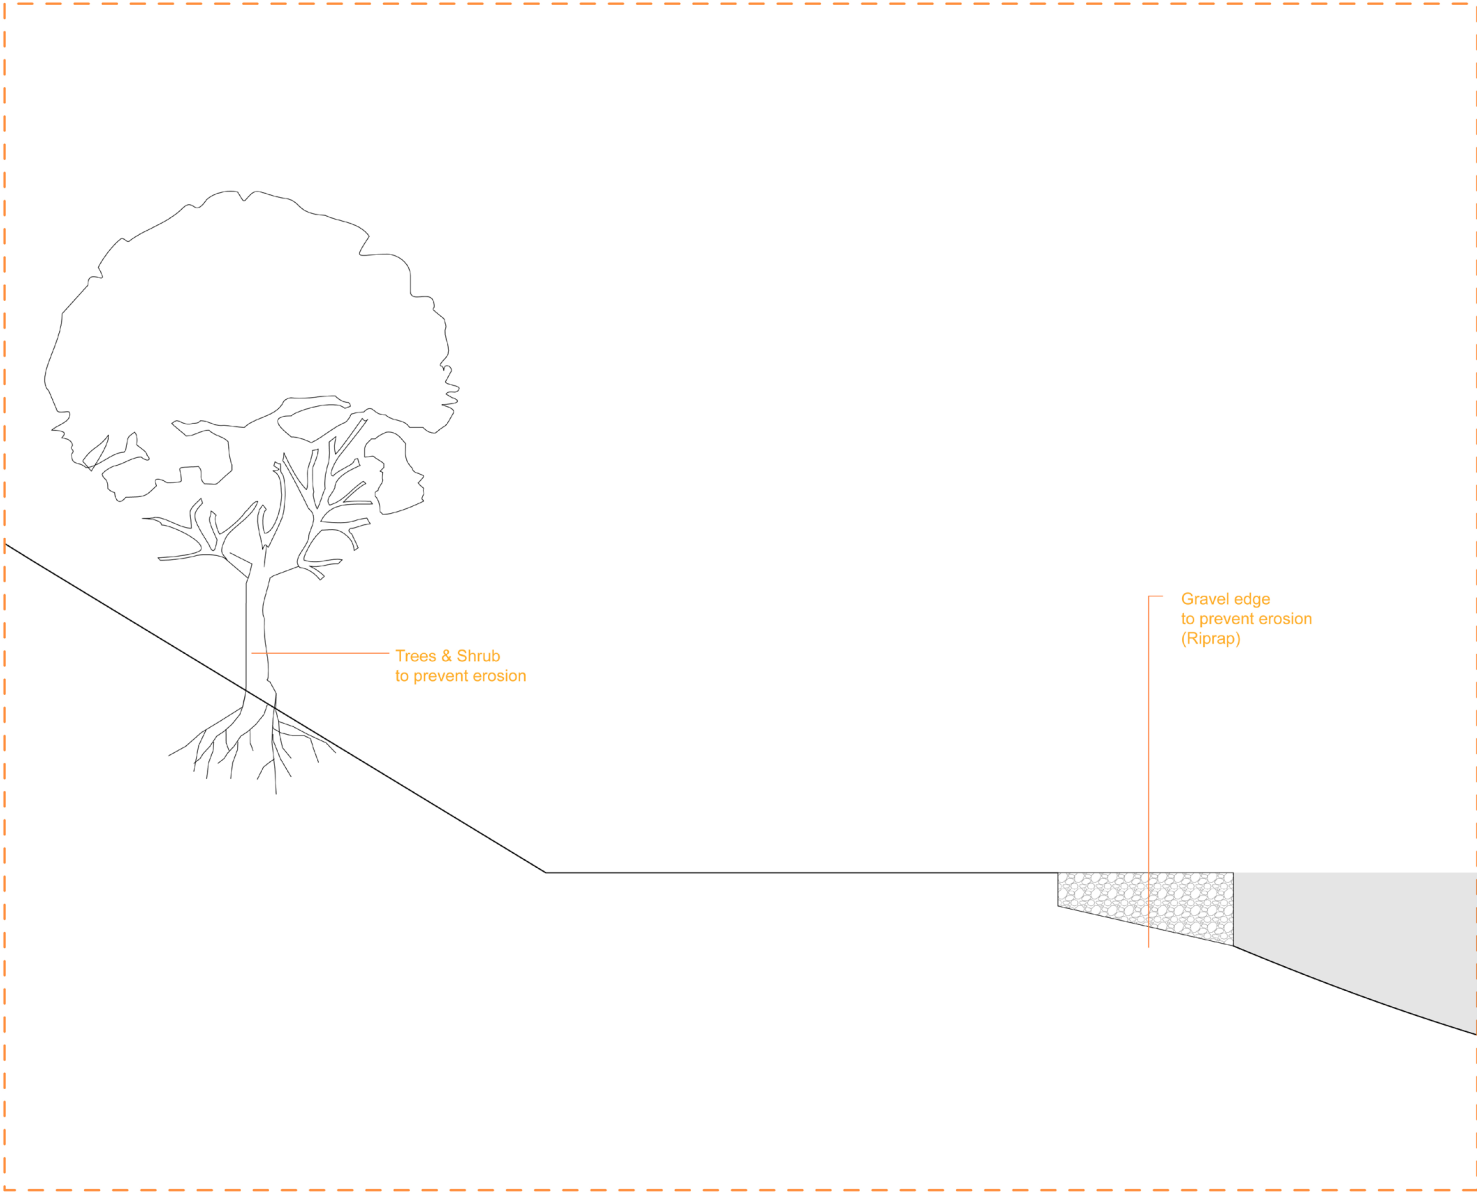 Gravel edge
to prevent erosion
(Riprap)
Trees & Shrub
to prevent erosion